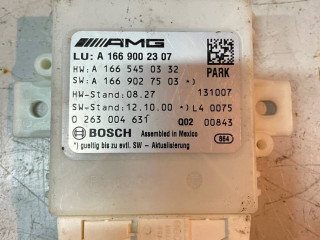 AMG
LU: A 166 900 23 07
HW: A 166 545 03 32 PARK
SW: A 166 902 75 03 *)
HW-Stand: 08.27 131007
SW-Stand: 12.10.00 *) L4 0075
0 263 004 631 Q02 00843
BOSCH Assembled in Mexico
*) gueltig bis zu evtl. SW - Aktualisierung 864